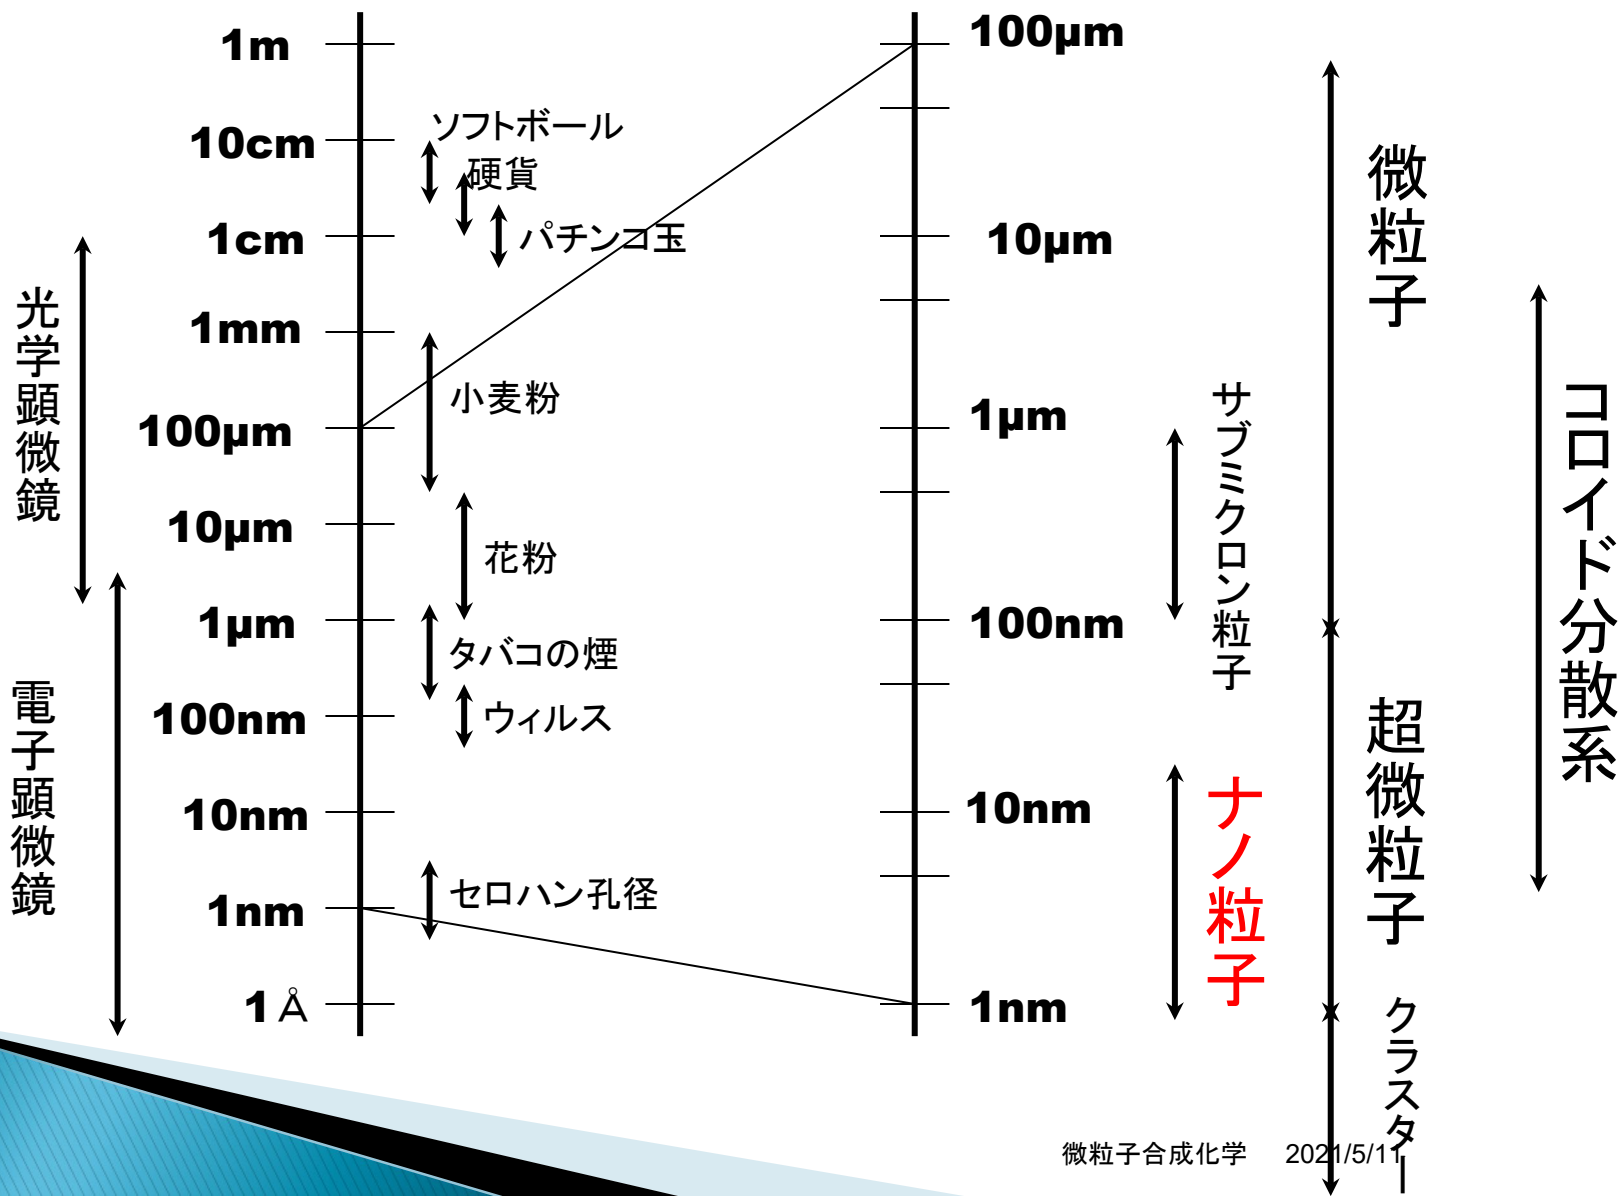 1m
10cm
1cm
1mm
100μm
10μm
1μm
100nm
10nm
1nm
1Å
光学顕微鏡
電子顕微鏡
ソフトボール
硬貨
パチンコ玉
小麦粉
花粉
タバコの煙
ウィルス
セロハン孔径
100μm
10μm
1μm
100nm
10nm
1nm
サブミクロン粒子
ナノ粒子
微粒子
超微粒子
クラスター
コロイド分散系
微粒子合成化学 2021/5/11